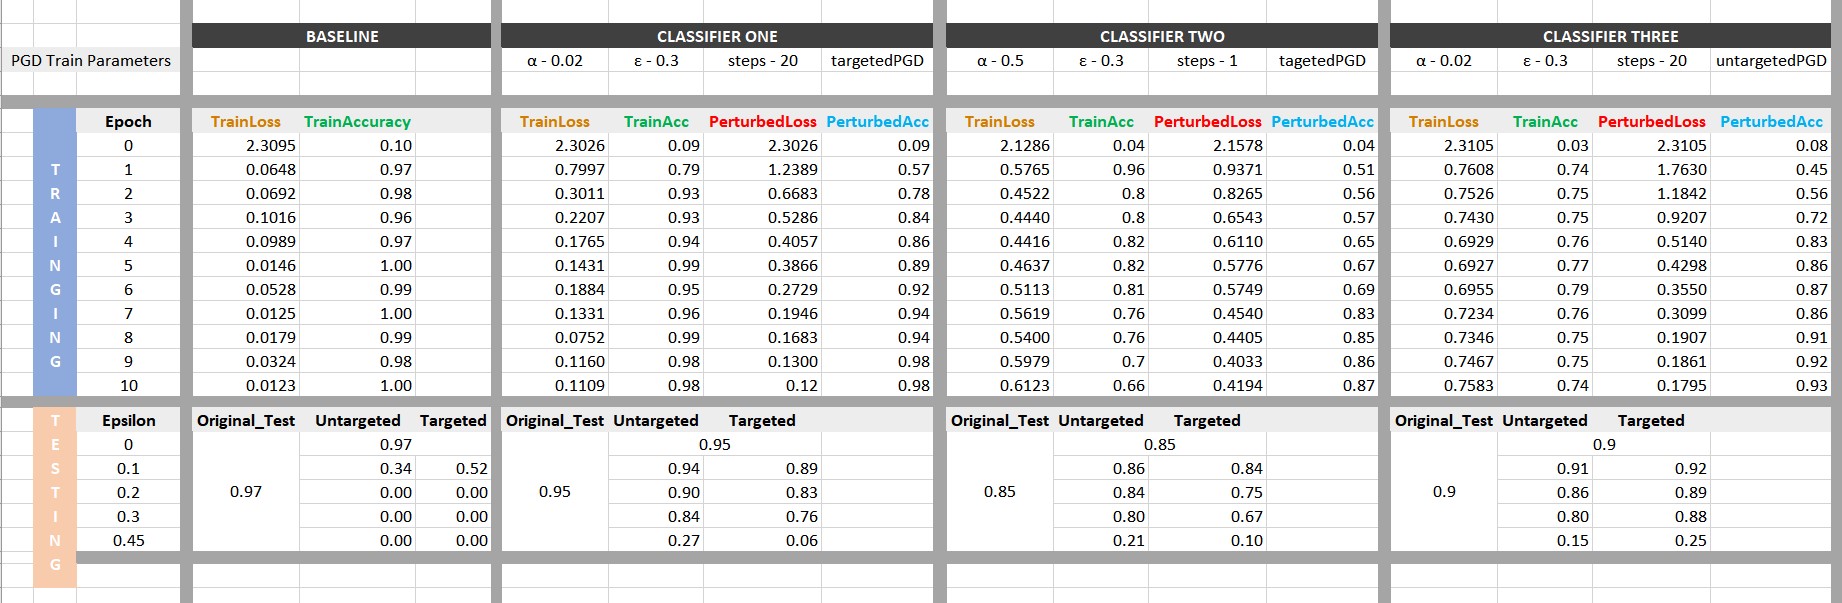 BASELINE CLASSIFIER ONE CLASSIFIER TWO CLASSIFIER THREE
PGD Train Parameters α - 0.02 ε - 0.3 steps - 20 targetedPGD α - 0.5 ε - 0.3 steps - 1 tagetedPGD α - 0.02 ε - 0.3 steps - 20 untargetedPGD
Epoch TrainLoss TrainAccuracy TrainLoss TrainAcc PerturbedLoss PerturbedAcc TrainLoss TrainAcc PerturbedLoss PerturbedAcc TrainLoss TrainAcc PerturbedLoss PerturbedAcc
0 2.3095 0.10 2.3026 0.09 2.3026 0.09 2.1286 0.04 2.1578 0.04 2.3105 0.03 2.3105 0.08
T 1 0.0648 0.97 0.7997 0.79 1.2389 0.57 0.5765 0.96 0.9371 0.51 0.7608 0.74 1.7630 0.45
R 2 0.0692 0.98 0.3011 0.93 0.6683 0.78 0.4522 0.8 0.8265 0.56 0.7526 0.75 1.1842 0.56
A 3 0.1016 0.96 0.2207 0.93 0.5286 0.84 0.4440 0.8 0.6543 0.57 0.7430 0.75 0.9207 0.72
I 4 0.0989 0.97 0.1765 0.94 0.4057 0.86 0.4416 0.82 0.6110 0.65 0.6929 0.76 0.5140 0.83
N 5 0.0146 1.00 0.1431 0.99 0.3866 0.89 0.4637 0.82 0.5776 0.67 0.6927 0.77 0.4298 0.86
G 6 0.0528 0.99 0.1884 0.95 0.2729 0.92 0.5113 0.81 0.5749 0.69 0.6955 0.79 0.3550 0.87
I 7 0.0125 1.00 0.1331 0.96 0.1946 0.94 0.5619 0.76 0.4540 0.83 0.7234 0.76 0.3099 0.86
N 8 0.0179 0.99 0.0752 0.99 0.1683 0.94 0.5400 0.76 0.4405 0.85 0.7346 0.75 0.1907 0.91
G 9 0.0324 0.98 0.1160 0.98 0.1300 0.98 0.5979 0.7 0.4033 0.86 0.7467 0.75 0.1861 0.92
10 0.0123 1.00 0.1109 0.98 0.12 0.98 0.6123 0.66 0.4194 0.87 0.7583 0.74 0.1795 0.93
T Epsilon Original_Test Untargeted Targeted Original_Test Untargeted Targeted Original_Test Untargeted Targeted Original_Test Untargeted Targeted
E 0 0.97 0.95 0.85 0.9
S 0.1 0.34 0.52 0.94 0.89 0.86 0.84 0.91 0.92
T 0.2 0.97 0.00 0.00 0.95 0.90 0.83 0.85 0.84 0.75 0.9 0.86 0.89
I 0.3 0.00 0.00 0.84 0.76 0.80 0.67 0.80 0.88
N 0.45 0.00 0.00 0.27 0.06 0.21 0.10 0.15 0.25
G